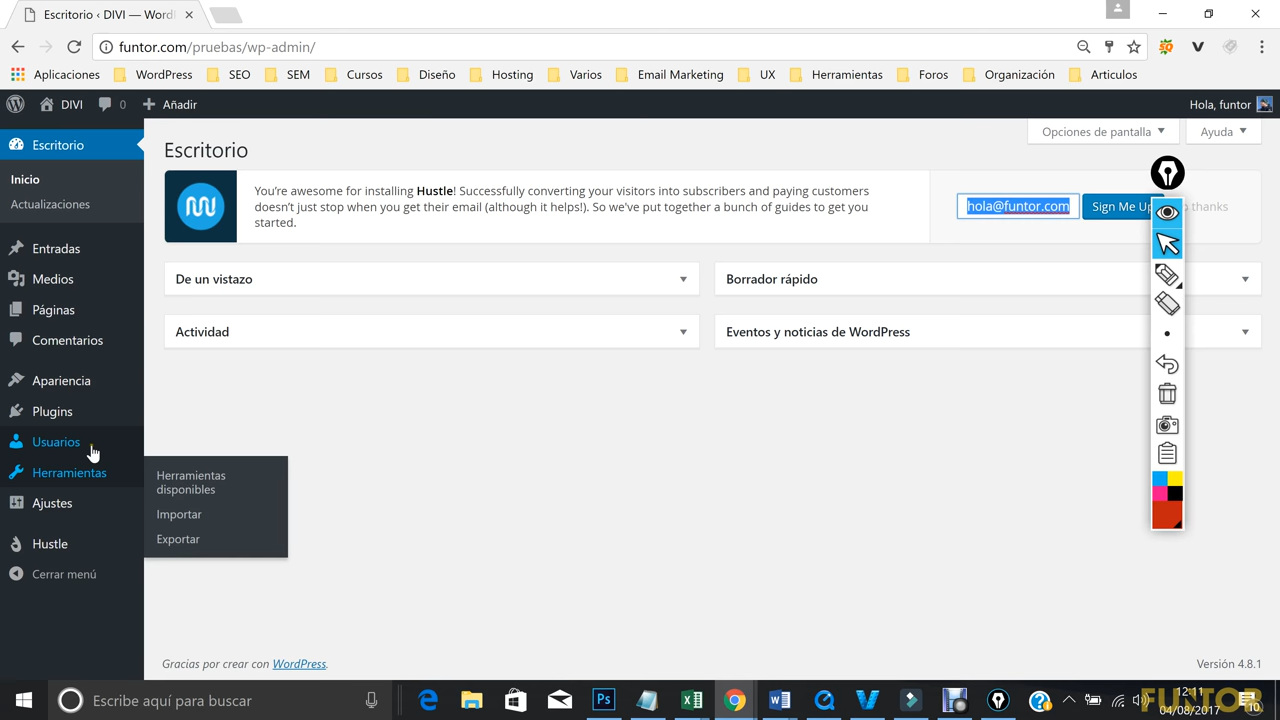 Escritorio ‹ DIVI — Word
funtor.com/pruebas/wp-admin/
Aplicaciones WordPress SEO SEM Cursos Diseño Hosting Varios Email Marketing UX Herramientas Foros Organización Articulos
DIVI 0 Añadir Hola, funtor
Opciones de pantalla Ayuda
Escritorio
Inicio
Actualizaciones
Entradas
Medios
Páginas
Comentarios
Apariencia
Plugins
Usuarios
Herramientas
Ajustes
Hustle
Cerrar menú
Herramientas
disponibles
Importar
Exportar
Escritorio
You're awesome for installing Hustle! Successfully converting your visitors into subscribers and paying customers
doesn't just stop when you get their email (although it helps!). So we've put together a bunch of guides to get you
started.
hola@funtor.com Sign Me Up thanks
De un vistazo
Borrador rápido
Actividad
Eventos y noticias de WordPress
Gracias por crear con WordPress.
Versión 4.8.1
Escribe aquí para buscar
12:11
04/08/2017
10
FUNTOR